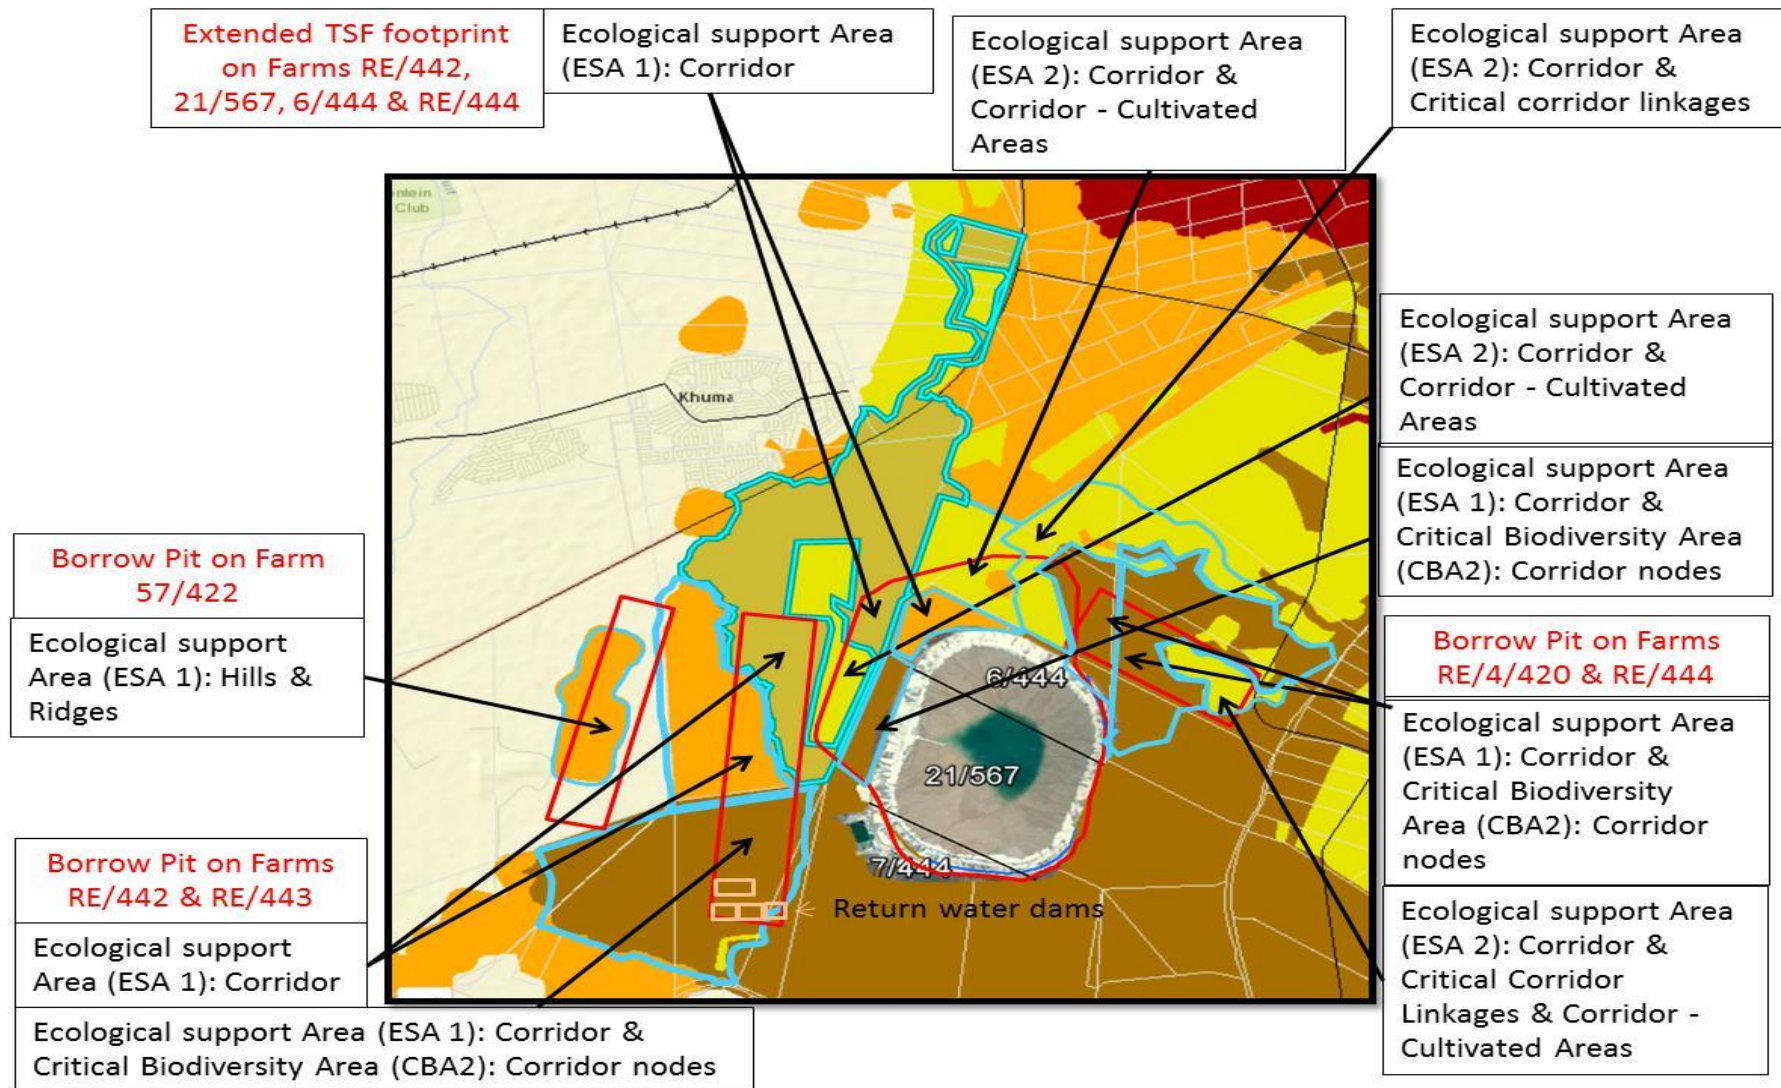 Extended TSF footprint
on Farms RE/442,
21/567, 6/444 & RE/444
Ecological support Area
(ESA 1): Corridor
Ecological support Area
(ESA 2): Corridor &
Corridor - Cultivated
Areas
Ecological support Area
(ESA 2): Corridor &
Critical corridor linkages
Club
Khuma
6/444
21/567
7/444
Return water dams
Ecological support Area
(ESA 2): Corridor &
Corridor - Cultivated
Areas
Ecological support Area
(ESA 1): Corridor &
Critical Biodiversity Area
(CBA2): Corridor nodes
Borrow Pit on Farms
RE/4/420 & RE/444
Ecological support Area
(ESA 1): Corridor &
Critical Biodiversity
Area (CBA2): Corridor
nodes
Ecological support Area
(ESA 2): Corridor &
Critical Corridor
Linkages & Corridor -
Cultivated Areas
Borrow Pit on Farm
57/422
Ecological support
Area (ESA 1): Hills &
Ridges
Borrow Pit on Farms
RE/442 & RE/443
Ecological support
Area (ESA 1): Corridor
Ecological support Area (ESA 1): Corridor &
Critical Biodiversity Area (CBA2): Corridor nodes